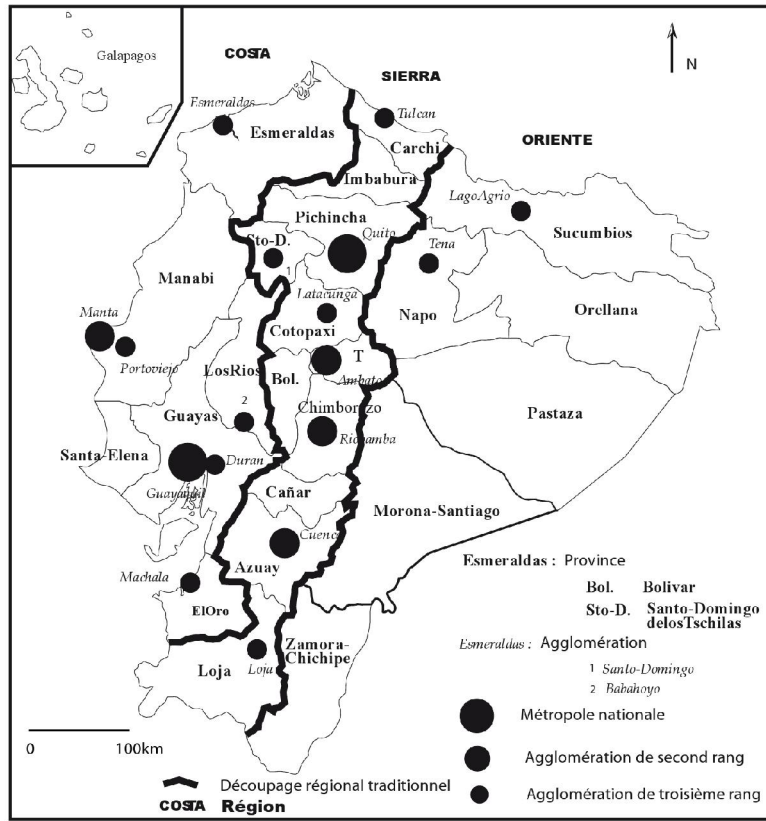 Galapagos
COSTA
SIERRA
N
ORIENTE
Esmeraldas
Tulcan
Esmeraldas
Carchi
Imbabura
LagoAgrio
Pichincha
Sucumbios
Sto-D.
Quito
Tena
1
Manabi
Latacunga
Orellana
Napo
Manta
Cotopaxi
Portoviejo
LosRios
Bol.
T
Ambato
2
Chimborazo
Pastaza
Guayas
Riobamba
Santa-Elena
Duran
Guayaquil
Cañar
Morona-Santiago
Cuenca
Azuay
Machala
ElOro
Zamora-
Chichipe
Loja
Loja
Esmeraldas : Province
Bol. Bolivar
Sto-D. Santo-Domingo
delosTschilas
Esmeraldas : Agglomération
1 Santo-Domingo
2 Babahoyo
Métropole nationale
0 100km
Agglomération de second rang
Découpage régional traditionnel
Agglomération de troisième rang
COSTA Région